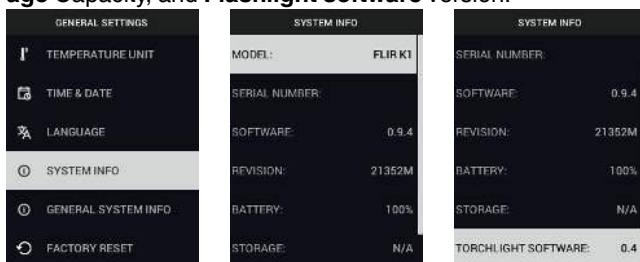 age Capacity, and Flashlight software version.
GENERAL SETTINGS
TEMPERATURE UNIT
TIME & DATE
LANGUAGE
SYSTEM INFO
GENERAL SYSTEM INFO
FACTORY RESET
SYSTEM INFO
MODEL: FLIR K1
SERIAL NUMBER:
SOFTWARE: 0.9.4
REVISION: 21352M
BATTERY: 100%
STORAGE: N/A
SYSTEM INFO
SERIAL NUMBER:
SOFTWARE: 0.9.4
REVISION: 21352M
BATTERY: 100%
STORAGE: N/A
TORCHLIGHT SOFTWARE: 0.4